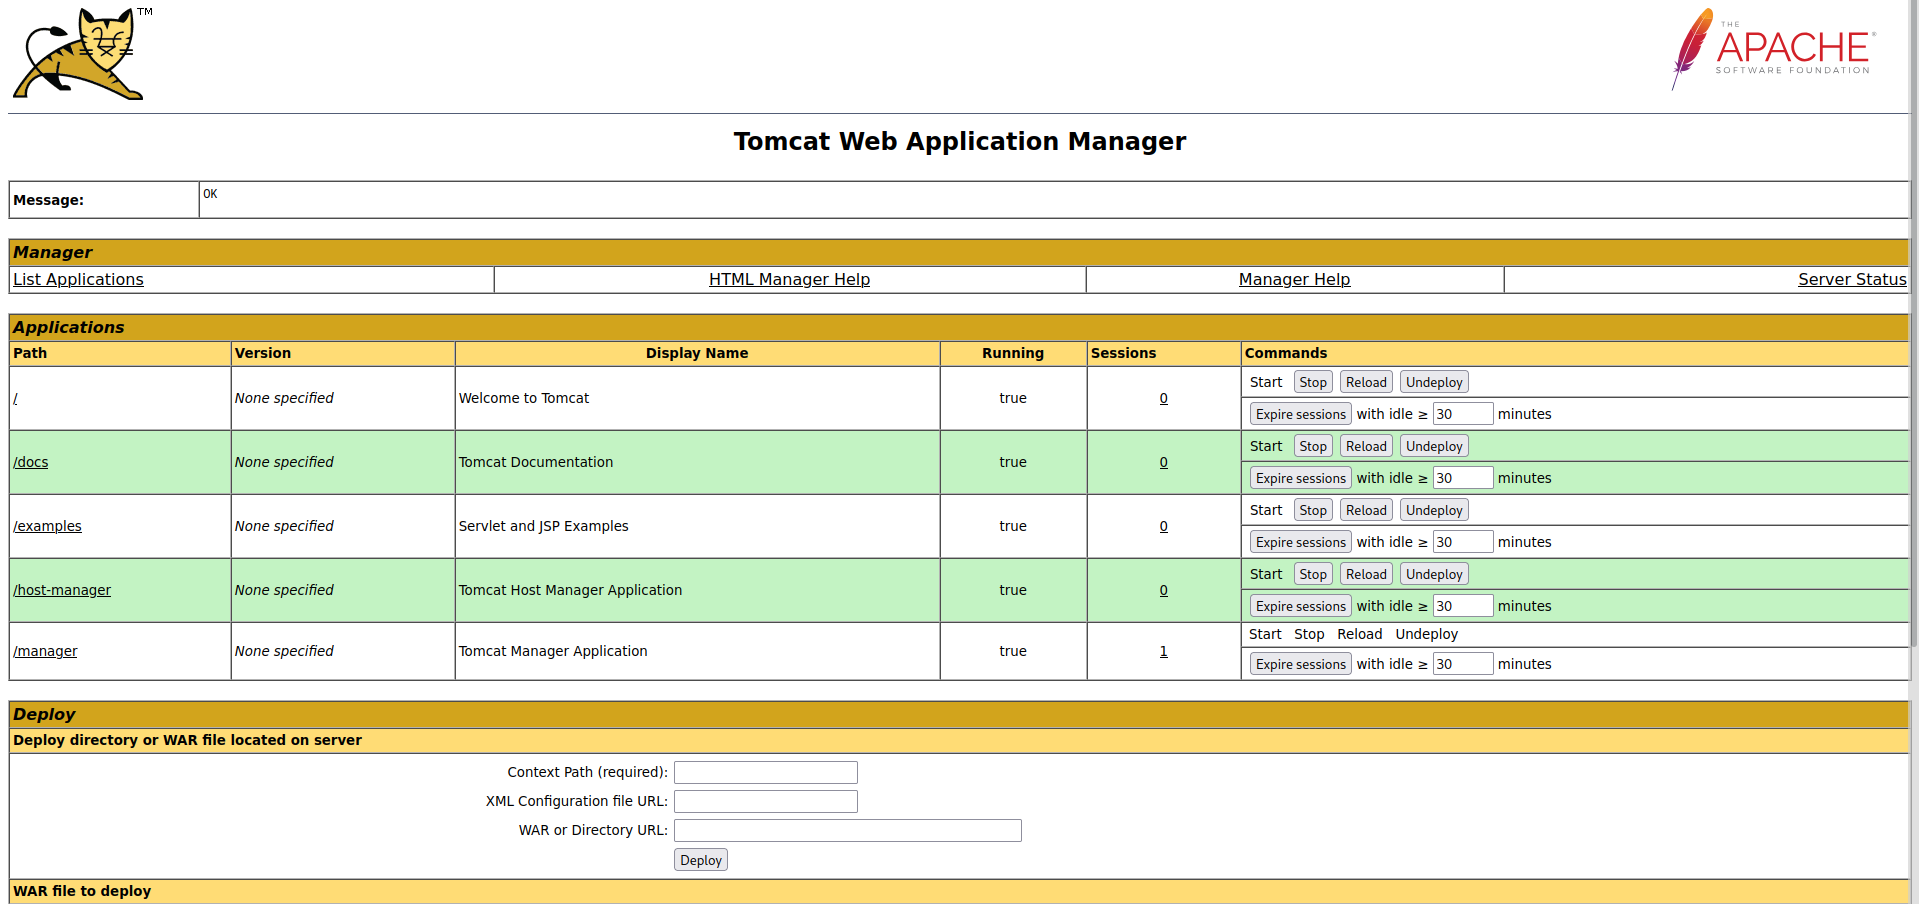 TM
THE
APACHE®
SOFTWARE FOUNDATION
Tomcat Web Application Manager
Message: OK
Manager
List Applications HTML Manager Help Manager Help Server Status
Applications
Path Version Display Name Running Sessions Commands
/ None specified Welcome to Tomcat true 0 Start Stop Reload Undeploy
Expire sessions with idle ≥ 30 minutes
/docs None specified Tomcat Documentation true 0 Start Stop Reload Undeploy
Expire sessions with idle ≥ 30 minutes
/examples None specified Servlet and JSP Examples true 0 Start Stop Reload Undeploy
Expire sessions with idle ≥ 30 minutes
/host-manager None specified Tomcat Host Manager Application true 0 Start Stop Reload Undeploy
Expire sessions with idle ≥ 30 minutes
/manager None specified Tomcat Manager Application true 1 Start Stop Reload Undeploy
Expire sessions with idle ≥ 30 minutes
Deploy
Deploy directory or WAR file located on server
Context Path (required):
XML Configuration file URL:
WAR or Directory URL:
Deploy
WAR file to deploy